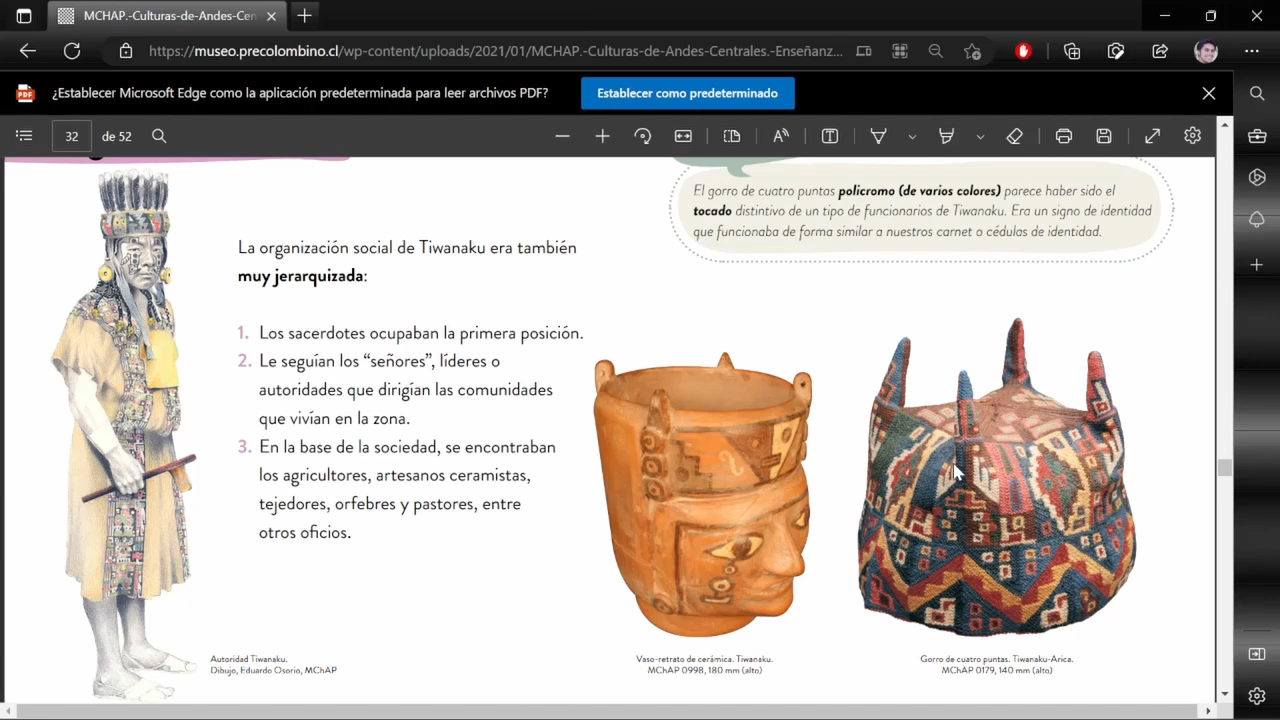 MCHAP.-Culturas-de-Andes-Cen
https://museo.precolombino.cl/wp-content/uploads/2021/01/MCHAP.-Culturas-de-Andes-Centrales.-Enseñanz...
PDF
¿Establecer Microsoft Edge como la aplicación predeterminada para leer archivos PDF?
Establecer como predeterminado
32 de 52
El gorro de cuatro puntas policromo (de varios colores) parece haber sido el
tocado distintivo de un tipo de funcionarios de Tiwanaku. Era un signo de identidad
que funcionaba de forma similar a nuestros carnet o cédulas de identidad.
La organización social de Tiwanaku era también
muy jerarquizada:
1. Los sacerdotes ocupaban la primera posición.
2. Le seguían los “señores”, líderes o
autoridades que dirigían las comunidades
que vivían en la zona.
3. En la base de la sociedad, se encontraban
los agricultores, artesanos ceramistas,
tejedores, orfebres y pastores, entre
otros oficios.
Autoridad Tiwanaku.
Dibujo, Eduardo Osorio, MChAP
Vaso-retrato de cerámica. Tiwanaku.
MChAP 0998, 180 mm (alto)
Gorro de cuatro puntas. Tiwanaku-Arica.
MChAP 0179, 140 mm (alto)